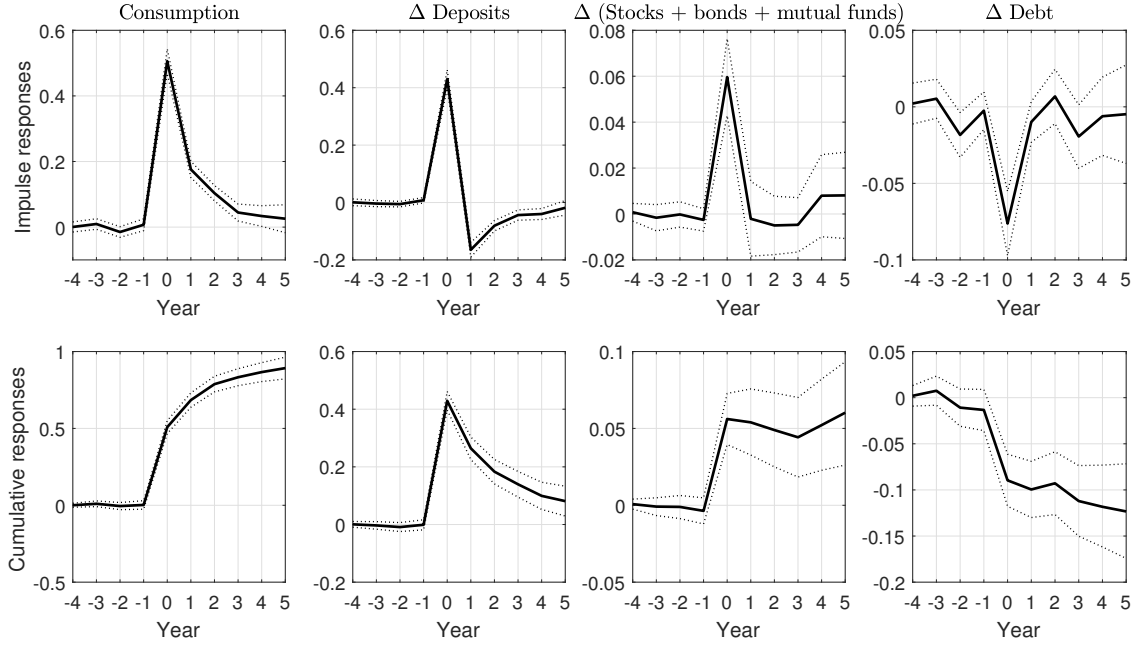 Consumption
Δ Deposits
Δ (Stocks + bonds + mutual funds)
Δ Debt
Impulse responses
0.6
0.4
0.2
0
-4 -3 -2 -1 0 1 2 3 4 5
Year
0.6
0.4
0.2
0
-0.2
-4 -3 -2 -1 0 1 2 3 4 5
Year
0.08
0.06
0.04
0.02
0
-0.02
-4 -3 -2 -1 0 1 2 3 4 5
Year
0.05
0
-0.05
-0.1
-4 -3 -2 -1 0 1 2 3 4 5
Year
Cumulative responses
1
0.5
0
-0.5
-4 -3 -2 -1 0 1 2 3 4 5
Year
0.6
0.4
0.2
0
-0.2
-4 -3 -2 -1 0 1 2 3 4 5
Year
0.1
0.05
0
-0.05
-4 -3 -2 -1 0 1 2 3 4 5
Year
0.05
0
-0.05
-0.1
-0.15
-0.2
-4 -3 -2 -1 0 1 2 3 4 5
Year